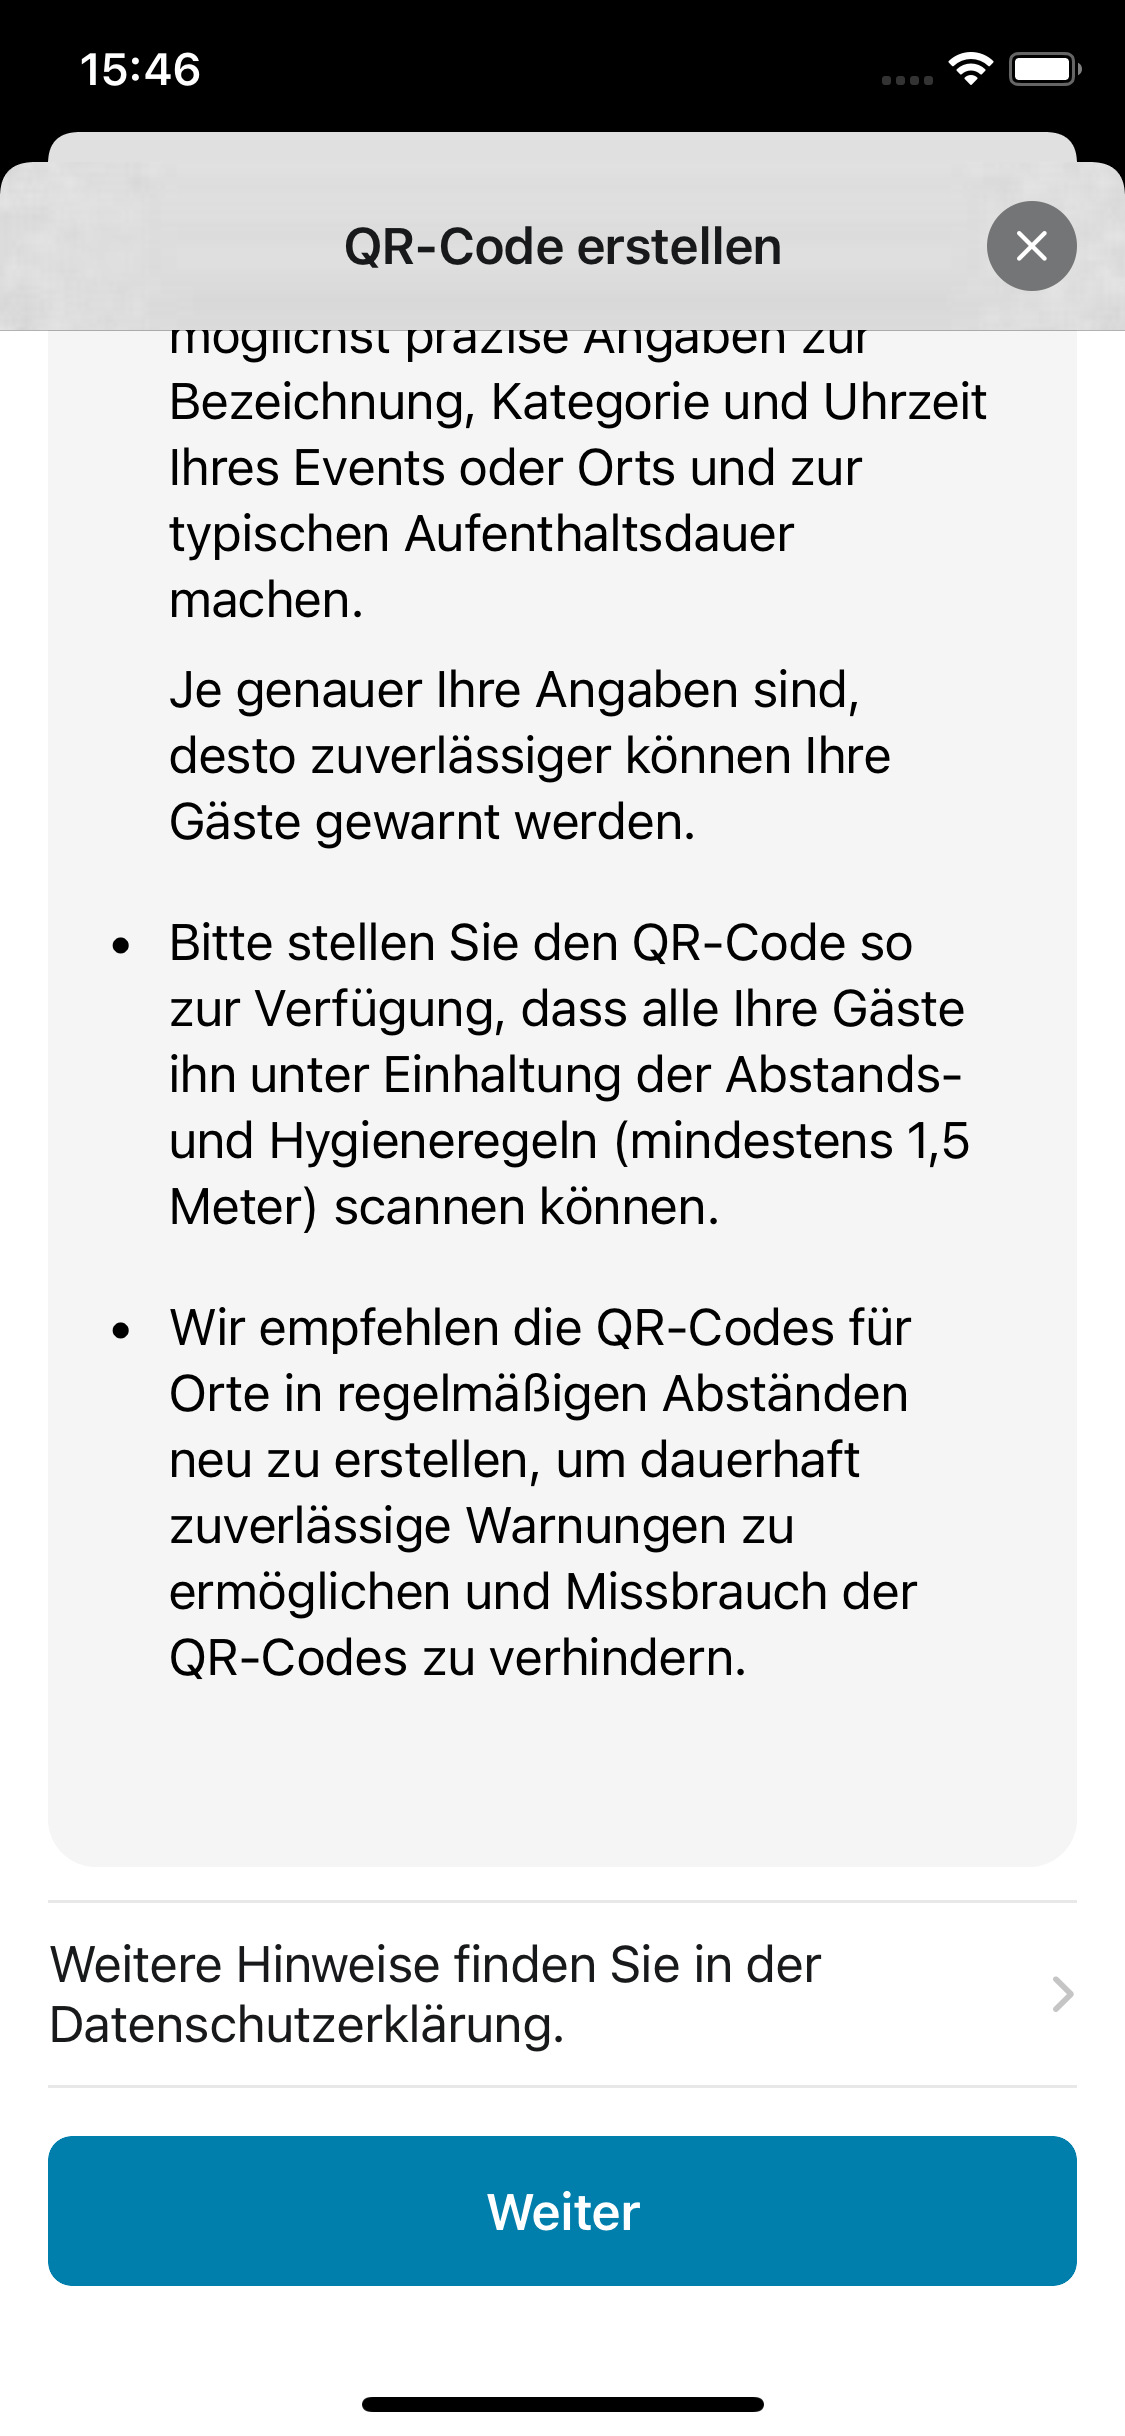 15:46
QR-Code erstellen
möglichst präzise Angaben zur
Bezeichnung, Kategorie und Uhrzeit
Ihres Events oder Orts und zur
typischen Aufenthaltsdauer
machen.
Je genauer Ihre Angaben sind,
desto zuverlässiger können Ihre
Gäste gewarnt werden.
• Bitte stellen Sie den QR-Code so
zur Verfügung, dass alle Ihre Gäste
ihn unter Einhaltung der Abstands-
und Hygieneregeln (mindestens 1,5
Meter) scannen können.
• Wir empfehlen die QR-Codes für
Orte in regelmäßigen Abständen
neu zu erstellen, um dauerhaft
zuverlässige Warnungen zu
ermöglichen und Missbrauch der
QR-Codes zu verhindern.
Weitere Hinweise finden Sie in der
Datenschutzerklärung.
Weiter